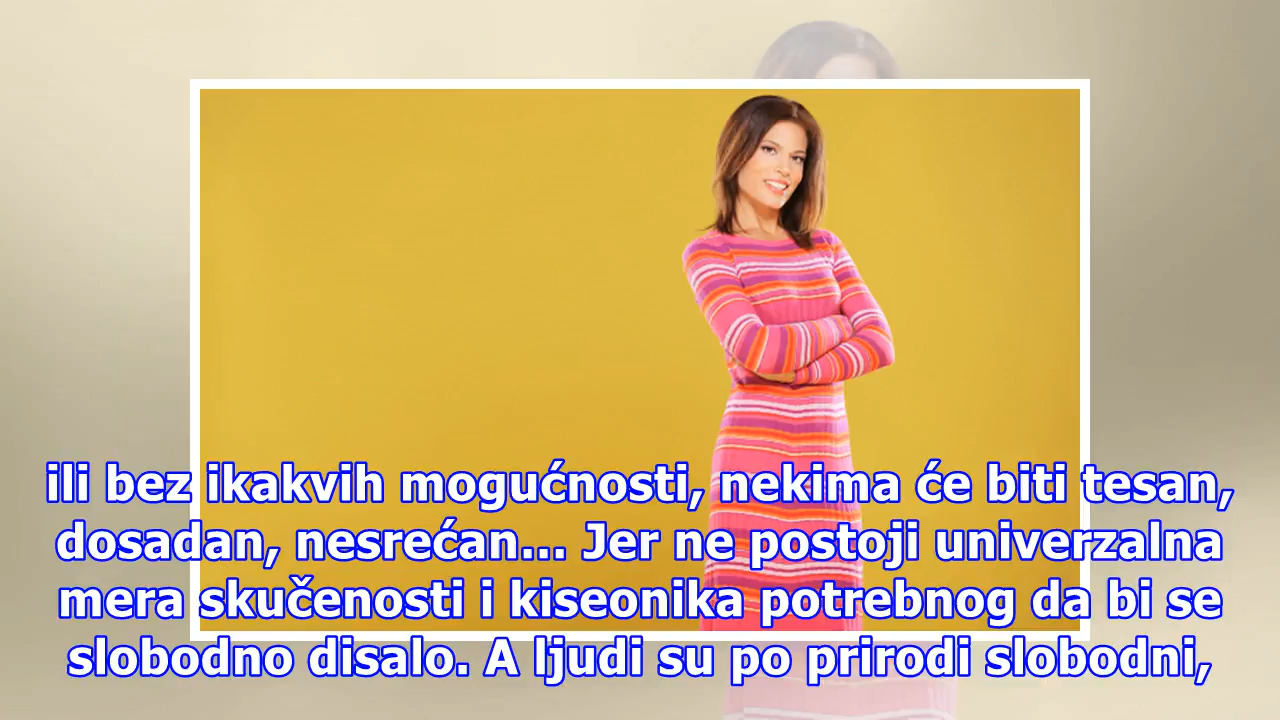 ili bez ikakvih mogućnosti, nekima će biti tesan,
dosadan, nesrećan... Jer ne postoji univerzalna
mera skučenosti i kiseonika potrebnog da bi se
slobodno disalo. A ljudi su po prirodi slobodni,